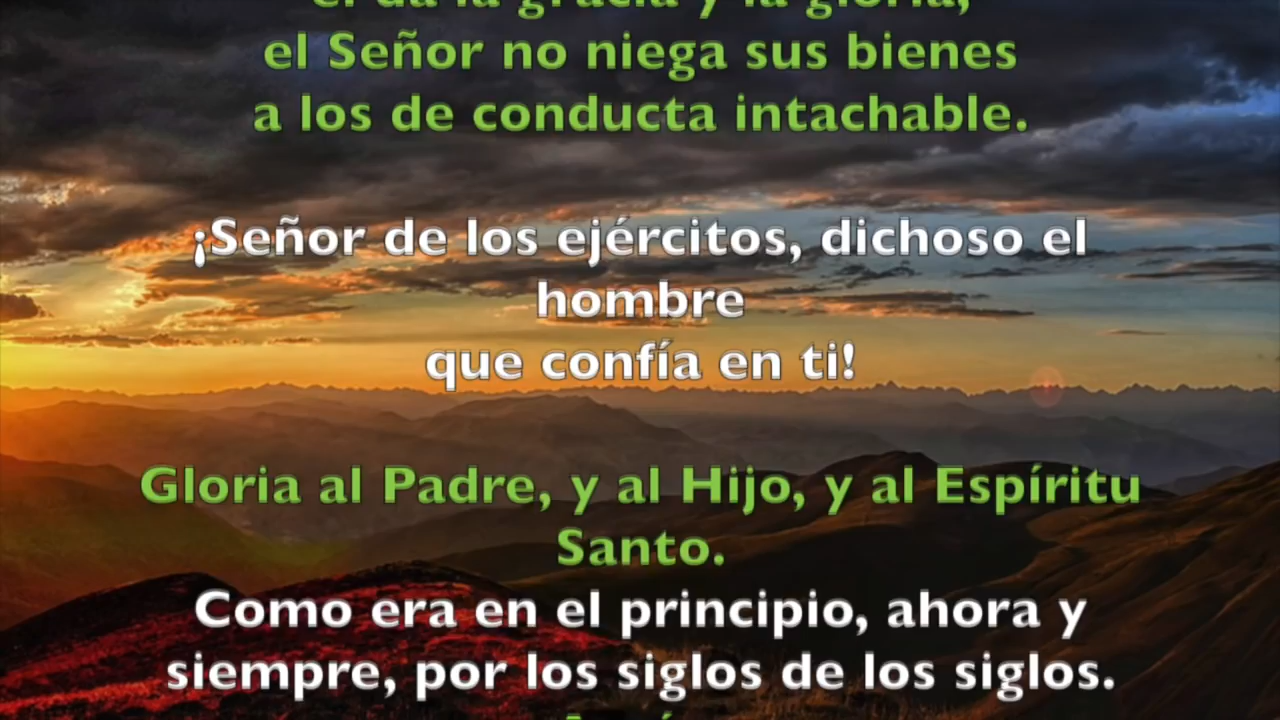 él da la gracia y la gloria,
el Señor no niega sus bienes
a los de conducta intachable.
¡Señor de los ejércitos, dichoso el
hombre
que confía en ti!
Gloria al Padre, y al Hijo, y al Espíritu
Santo.
Como era en el principio, ahora y
siempre, por los siglos de los siglos.